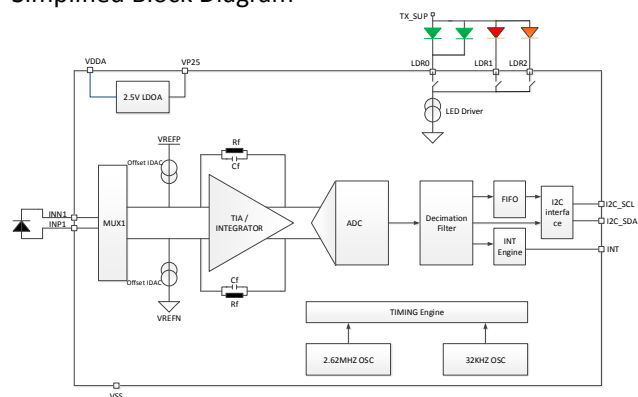 Simplified Block Diagram
TX_SUP
VDDA
VP25
LDR0
LDR1
LDR2
2.5V LDOA
LED Driver
VREFP
Rf
Cf
Offset IDAC
MUX1
TIA /
INTEGRATOR
ADC
Decimation
Filter
FIFO
I2C
interfa
ce
I2C_SCL
I2C_SDA
INN1
INP1
INT
Engine
INT
Offset IDAC
Cf
Rf
VREFN
TIMING Engine
2.62MHZ OSC
32KHZ OSC
VSS